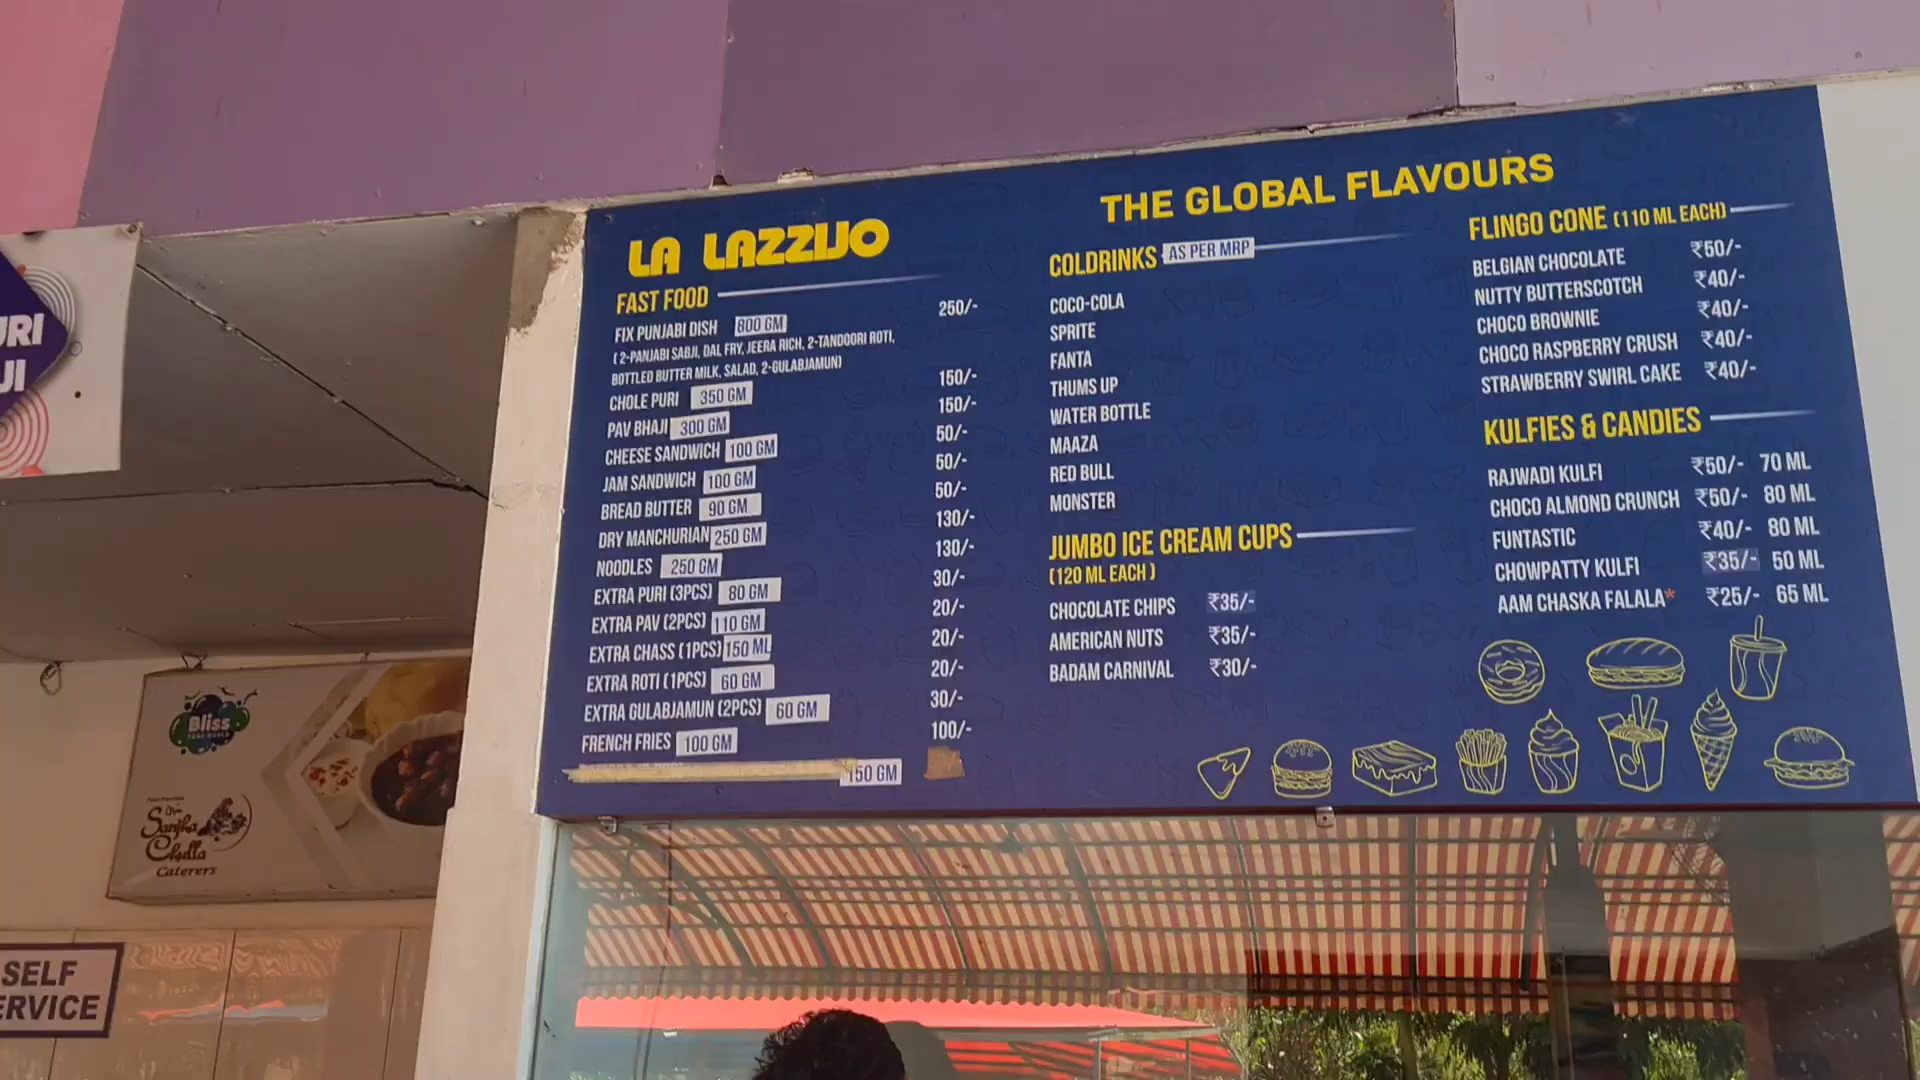 URI
JI
Bliss
Sanjha
Chulla
Caterers
SELF
ERVICE
THE GLOBAL FLAVOURS
LA LAZZIJO
FAST FOOD
FIX PUNJABI DISH 800 GM 250/-
(2-PANJABI SABJI, DAL FRY, JEERA RICH, 2-TANDOORI ROTI,
BOTTLED BUTTER MILK, SALAD, 2-GULABJAMUN)
CHOLE PURI 350 GM 150/-
PAV BHAJI 300 GM 150/-
CHEESE SANDWICH 100 GM 50/-
JAM SANDWICH 100 GM 50/-
BREAD BUTTER 90 GM 50/-
DRY MANCHURIAN 250 GM 130/-
NOODLES 250 GM 130/-
EXTRA PURI (3PCS) 80 GM 30/-
EXTRA PAV (2PCS) 110 GM 20/-
EXTRA CHASS (1PCS) 150 ML 20/-
EXTRA ROTI (1PCS) 60 GM 20/-
EXTRA GULABJAMUN (2PCS) 60 GM 30/-
FRENCH FRIES 100 GM 100/-
150 GM
COLDRINKS AS PER MRP
COCO-COLA
SPRITE
FANTA
THUMS UP
WATER BOTTLE
MAAZA
RED BULL
MONSTER
JUMBO ICE CREAM CUPS
(120 ML EACH )
CHOCOLATE CHIPS ₹35/-
AMERICAN NUTS ₹35/-
BADAM CARNIVAL ₹30/-
FLINGO CONE (110 ML EACH)
BELGIAN CHOCOLATE ₹50/-
NUTTY BUTTERSCOTCH ₹40/-
CHOCO BROWNIE ₹40/-
CHOCO RASPBERRY CRUSH ₹40/-
STRAWBERRY SWIRL CAKE ₹40/-
KULFIES & CANDIES
RAJWADI KULFI ₹50/- 70 ML
CHOCO ALMOND CRUNCH ₹50/- 80 ML
FUNTASTIC ₹40/- 80 ML
CHOWPATTY KULFI ₹35/- 50 ML
AAM CHASKA FALALA* ₹25/- 65 ML